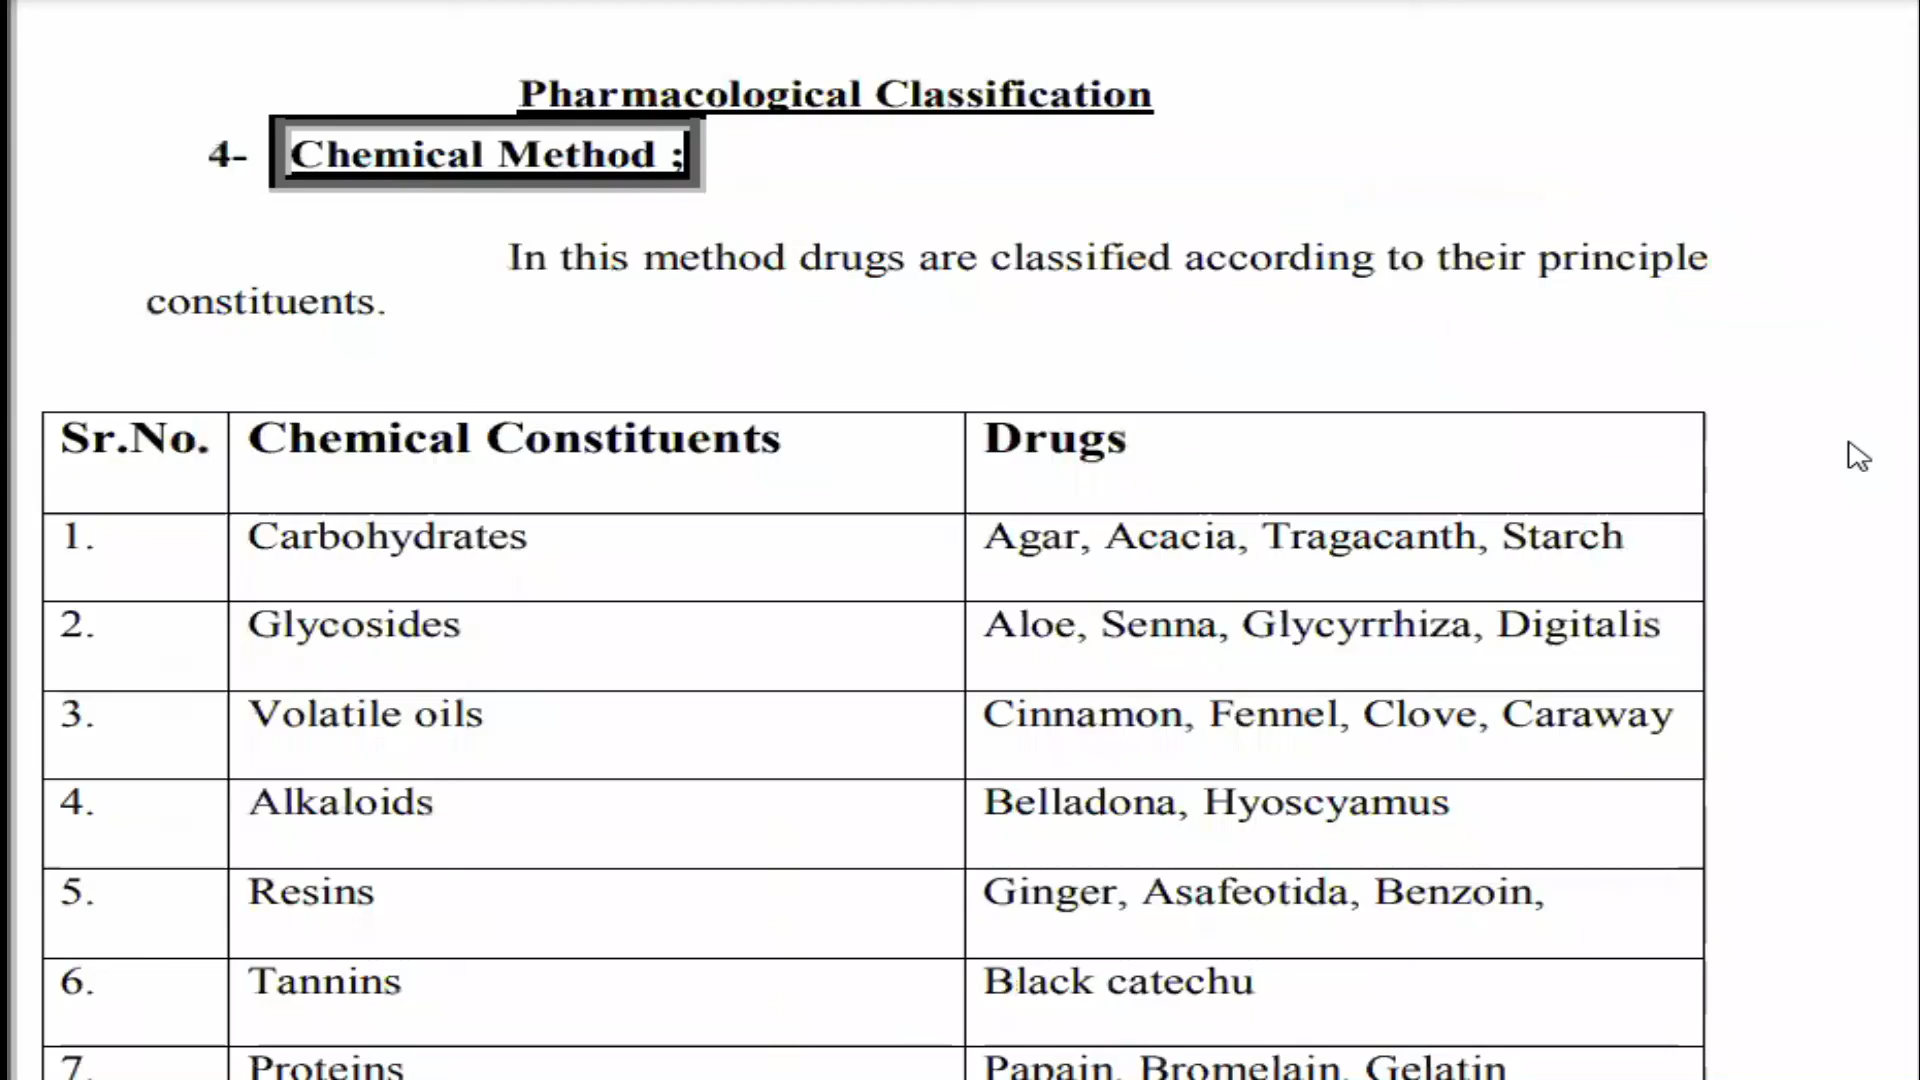 Pharmacological Classification
4- Chemical Method ;
In this method drugs are classified according to their principle
constituents.
Sr.No. Chemical Constituents Drugs
1. Carbohydrates Agar, Acacia, Tragacanth, Starch
2. Glycosides Aloe, Senna, Glycyrrhiza, Digitalis
3. Volatile oils Cinnamon, Fennel, Clove, Caraway
4. Alkaloids Belladona, Hyoscyamus
5. Resins Ginger, Asafeotida, Benzoin,
6. Tannins Black catechu
7. Proteins Papain, Bromelain, Gelatin